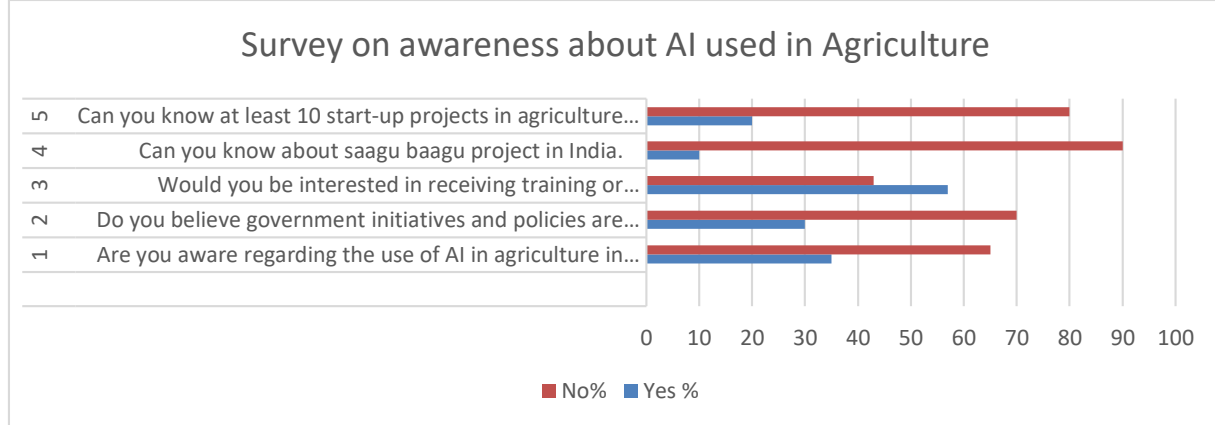 Survey on awareness about AI used in Agriculture
5 Can you know at least 10 start-up projects in agriculture...
4 Can you know about saagu baagu project in India.
3 Would you be interested in receiving training or...
2 Do you believe government initiatives and policies are...
1 Are you aware regarding the use of AI in agriculture in...
0 10 20 30 40 50 60 70 80 90 100
No% Yes %